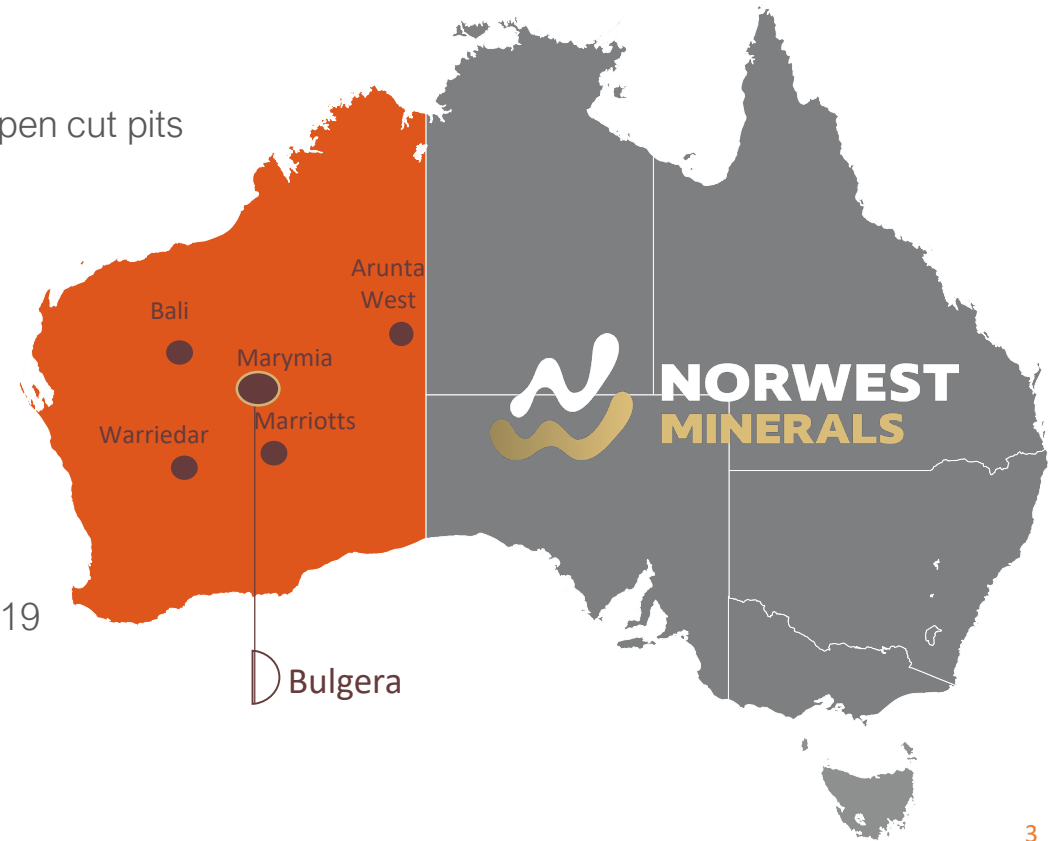 pen cut pits
Arunta
West
Bali
Marymia
NORWEST
MINERALS
Marriotts
Warriedar
19
Bulgera
3